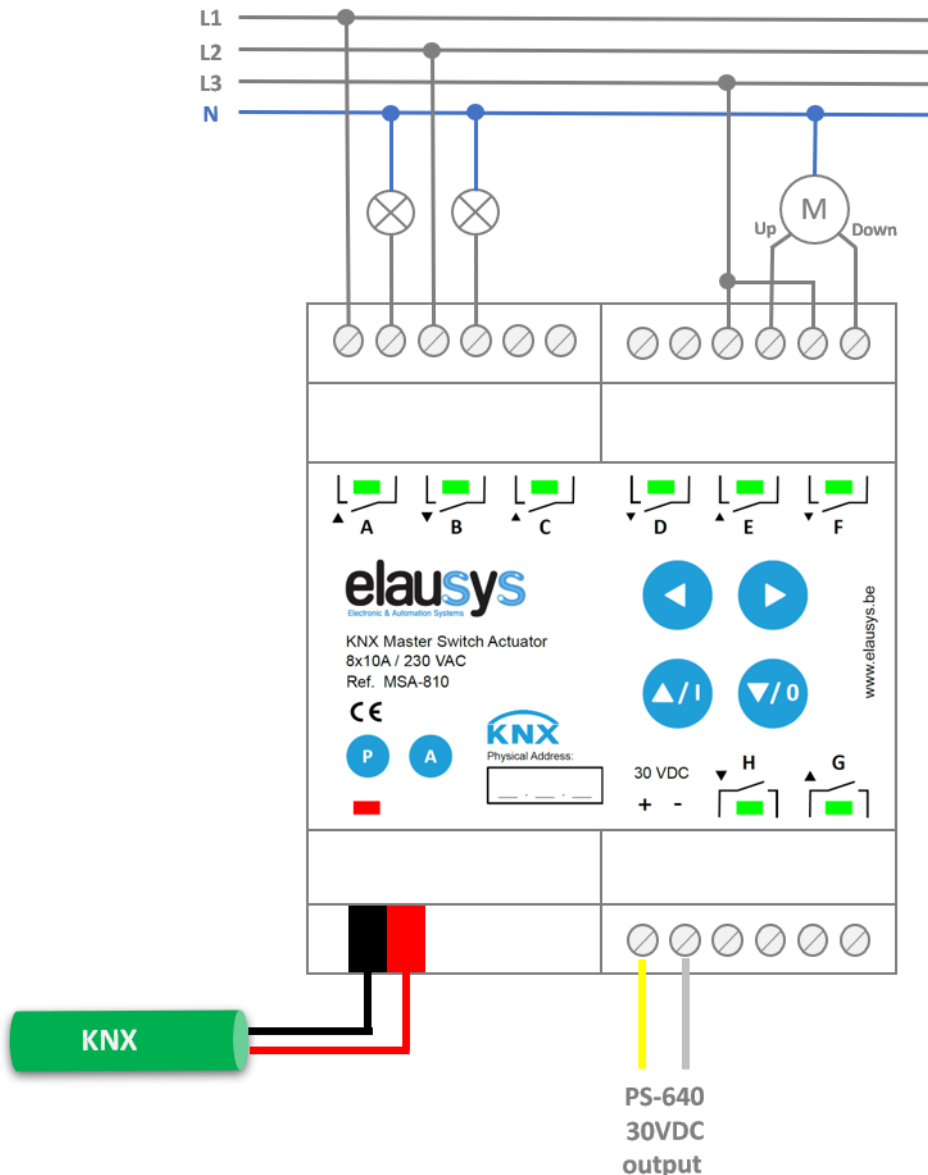 L1
L2
L3
N
M
Up
Down
A
B
C
D
E
F
elausys
Electronic & Automation Systems
KNX Master Switch Actuator
8x10A / 230 VAC
Ref. MSA-810
CE
P
A
KNX
Physical Address:
__ . __ . __
▲/I
▼/0
www.elausys.be
30 VDC
+ -
H
G
KNX
PS-640
30VDC
output